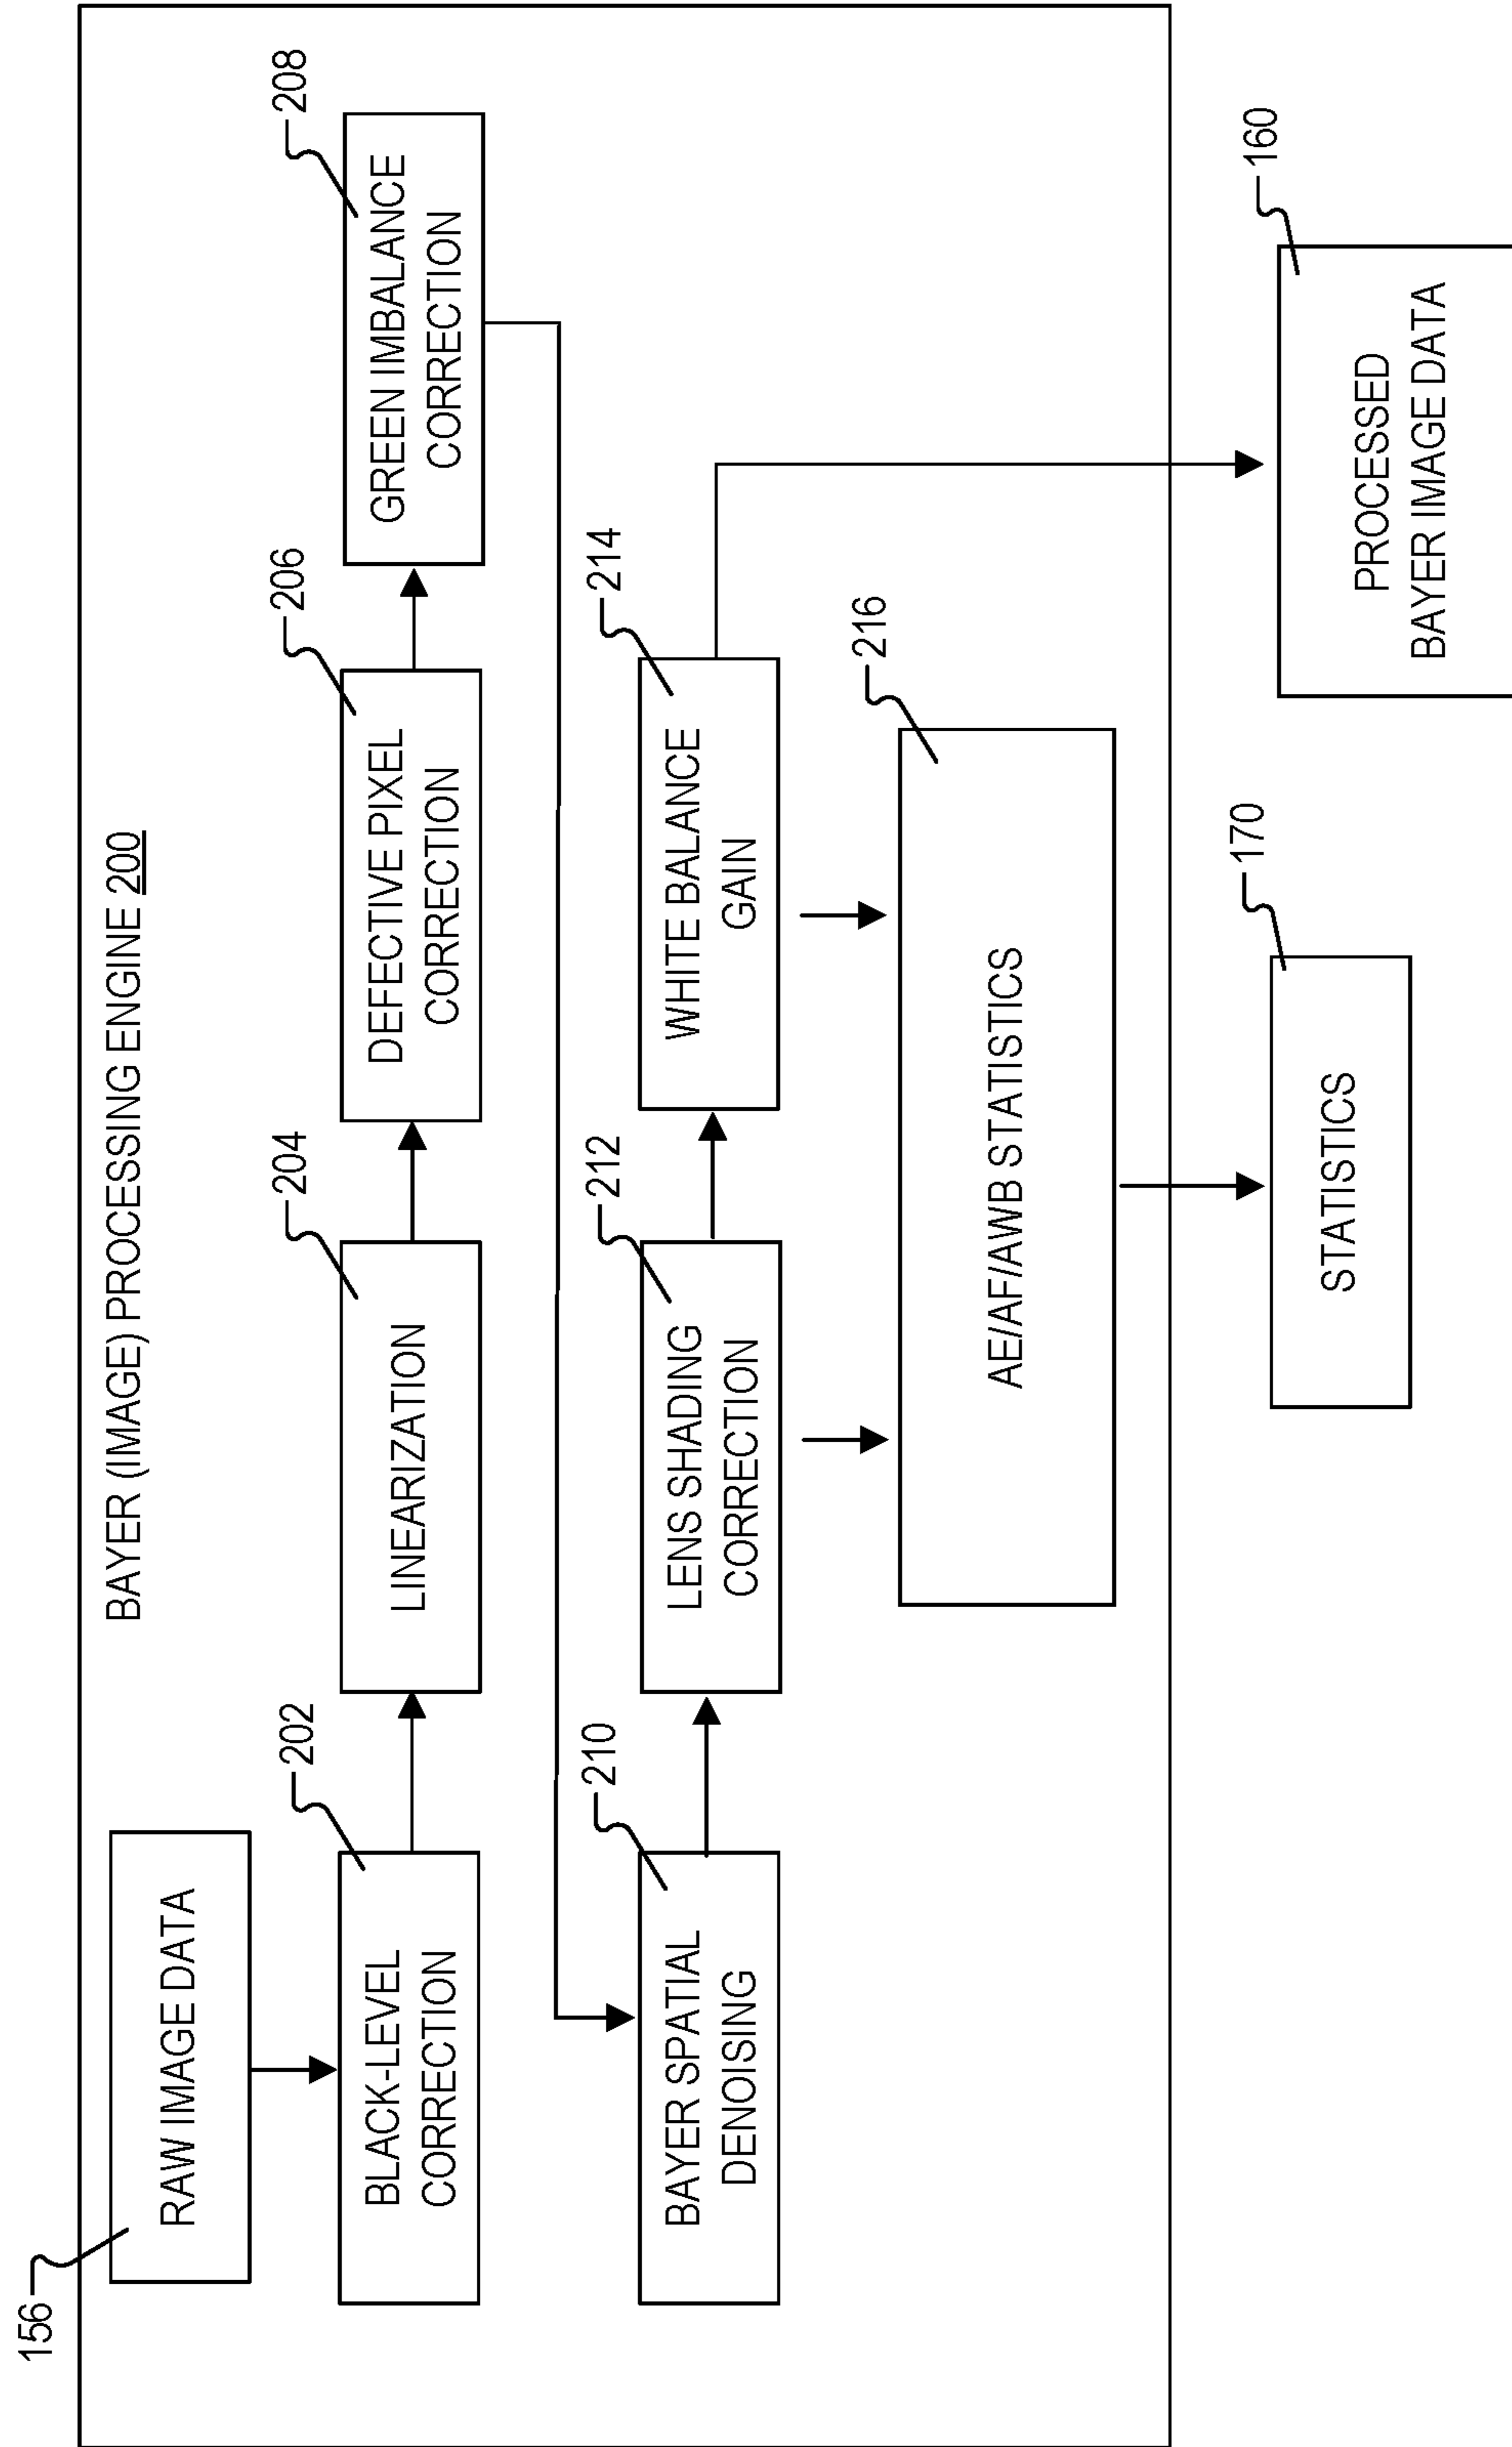 BAYER (IMAGE) PROCESSING ENGINE 200
156
RAW IMAGE DATA
202
BLACK-LEVEL
CORRECTION
204
LINEARIZATION
206
DEFECTIVE PIXEL
CORRECTION
208
GREEN IMBALANCE
CORRECTION
210
BAYER SPATIAL
DENOISING
212
LENS SHADING
CORRECTION
214
WHITE BALANCE
GAIN
216
AE/AF/AWB STATISTICS
170
STATISTICS
160
PROCESSED
BAYER IMAGE DATA